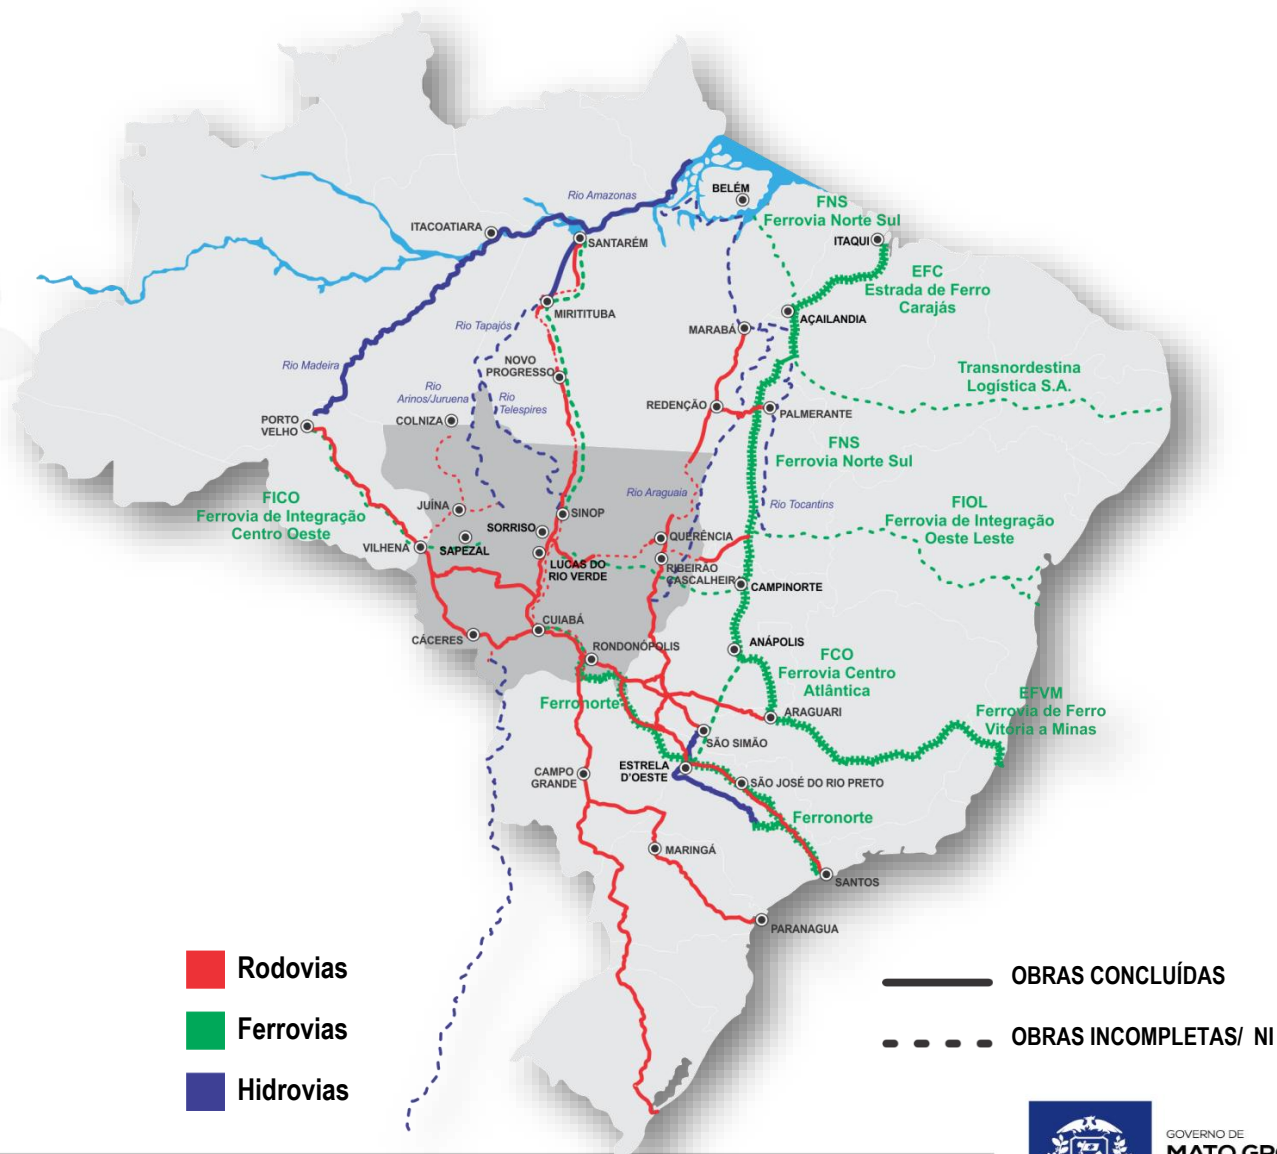 Rio Amazonas
BELÉM
FNS
Ferrovia Norte Sul
ITACOATIARA
SANTARÉM
ITAQUI
EFC
Estrada de Ferro
Carajás
MIRITITUBA
AÇAILANDIA
Rio Tapajós
MARABÁ
Rio Madeira
NOVO
PROGRESSO
Transnordestina
Logística S.A.
Rio
Arinos/Juruena
Rio
Telespires
REDENÇÃO
PALMERANTE
COLNIZA
PORTO
VELHO
FNS
Ferrovia Norte Sul
FICO
Ferrovia de Integração
Centro Oeste
Rio Araguaia
Rio Tocantins
FIOL
Ferrovia de Integração
Oeste Leste
JUÍNA
SINOP
SORRISO
QUERÊNCIA
VILHENA
SAPEZAL
LUCAS DO
RIO VERDE
RIBEIRÃO
CASCALHEIRA
CAMPINORTE
CUIABÁ
CÁCERES
RONDONÓPOLIS
ANÁPOLIS
FCO
Ferrovia Centro
Atlântica
EFVM
Ferrovia de Ferro
Vitória a Minas
Ferronorte
ARAGUARI
SÃO SIMÃO
CAMPO
GRANDE
ESTRELA
D'OESTE
SÃO JOSÉ DO RIO PRETO
Ferronorte
MARINGÁ
SANTOS
PARANAGUA
Rodovias
OBRAS CONCLUÍDAS
Ferrovias
OBRAS INCOMPLETAS/ NI
Hidrovias
GOVERNO DE
MATO GRO